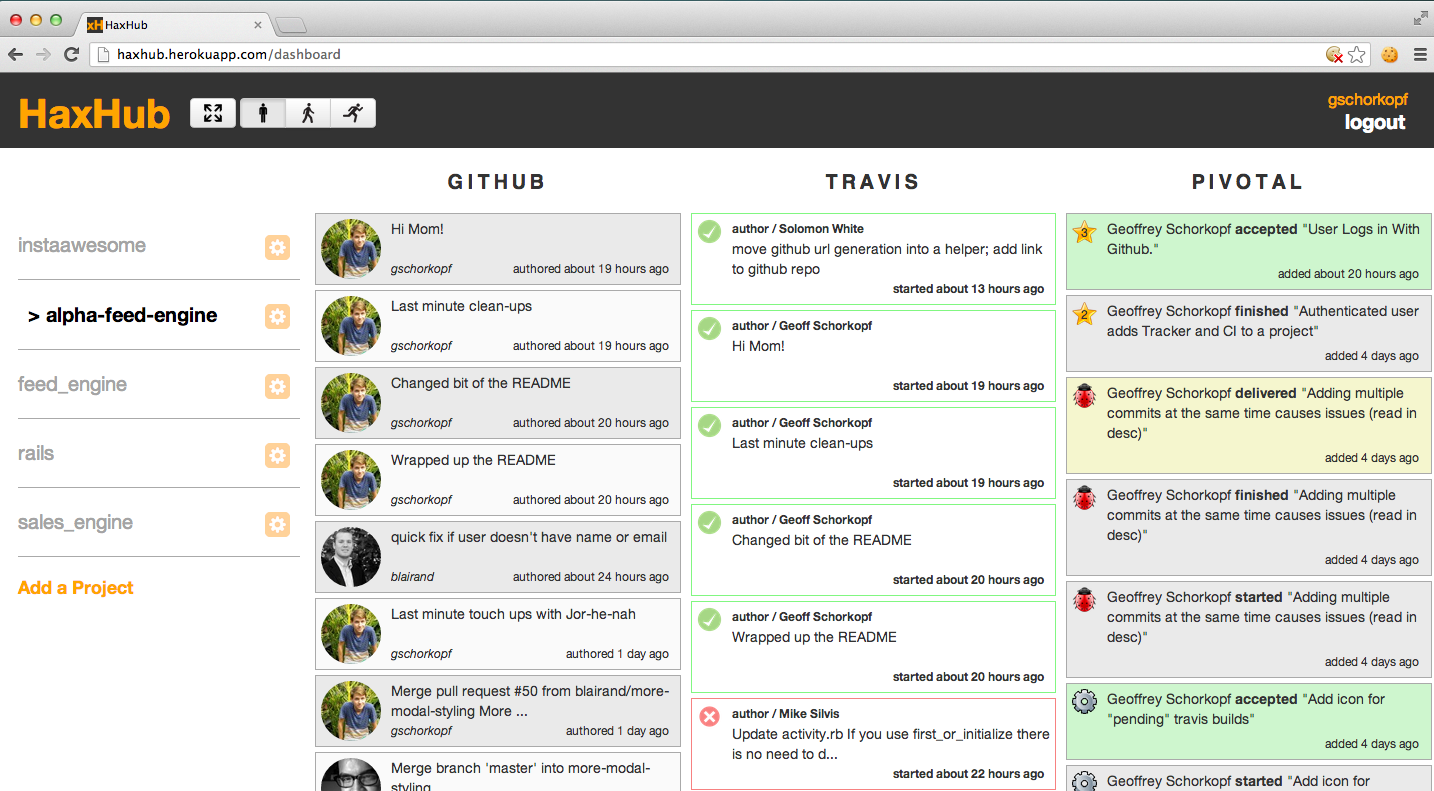 HaxHub
haxhub.herokuapp.com/dashboard
HaxHub
gschorkopf
logout
instaawesome
> alpha-feed-engine
feed_engine
rails
sales_engine
Add a Project
GITHUB
Hi Mom!
gschorkopf authored about 19 hours ago
Last minute clean-ups
gschorkopf authored about 19 hours ago
Changed bit of the README
gschorkopf authored about 20 hours ago
Wrapped up the README
gschorkopf authored about 20 hours ago
quick fix if user doesn't have name or email
blairand authored about 24 hours ago
Last minute touch ups with Jor-he-nah
gschorkopf authored 1 day ago
Merge pull request #50 from blairand/more-
modal-styling More ...
gschorkopf authored 1 day ago
Merge branch 'master' into more-modal-
styling
TRAVIS
author / Solomon White
move github url generation into a helper; add link
to github repo
started about 13 hours ago
author / Geoff Schorkopf
Hi Mom!
started about 19 hours ago
author / Geoff Schorkopf
Last minute clean-ups
started about 19 hours ago
author / Geoff Schorkopf
Changed bit of the README
started about 20 hours ago
author / Geoff Schorkopf
Wrapped up the README
started about 20 hours ago
author / Mike Silvis
Update activity.rb If you use first_or_initialize there
is no need to d...
started about 22 hours ago
PIVOTAL
3
Geoffrey Schorkopf accepted "User Logs in With
Github."
added about 20 hours ago
2
Geoffrey Schorkopf finished "Authenticated user
adds Tracker and CI to a project"
added 4 days ago
Geoffrey Schorkopf delivered "Adding multiple
commits at the same time causes issues (read in
desc)"
added 4 days ago
Geoffrey Schorkopf finished "Adding multiple
commits at the same time causes issues (read in
desc)"
added 4 days ago
Geoffrey Schorkopf started "Adding multiple
commits at the same time causes issues (read in
desc)"
added 4 days ago
Geoffrey Schorkopf accepted "Add icon for
"pending" travis builds"
added 4 days ago
Geoffrey Schorkopf started "Add icon for